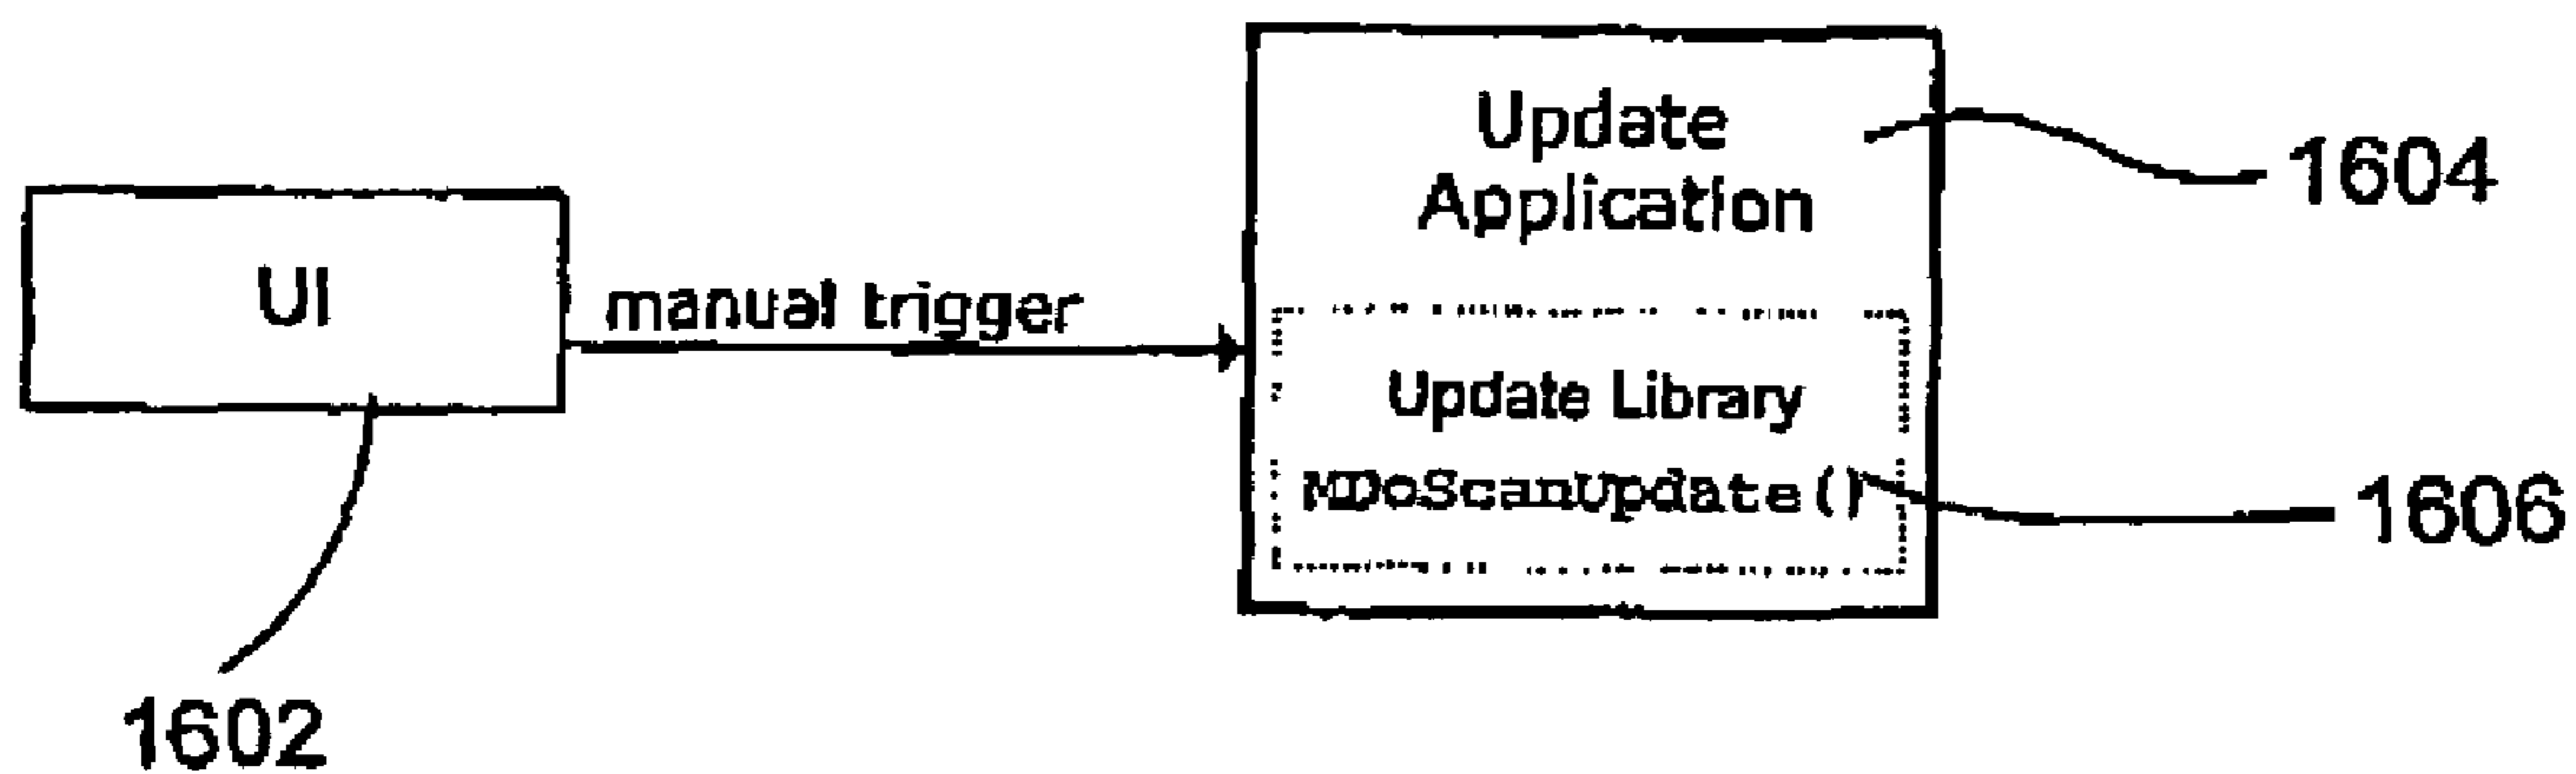 Update
Application
1604
UI
manual trigger
Update Library
MDoScanUpdate()
1606
1602